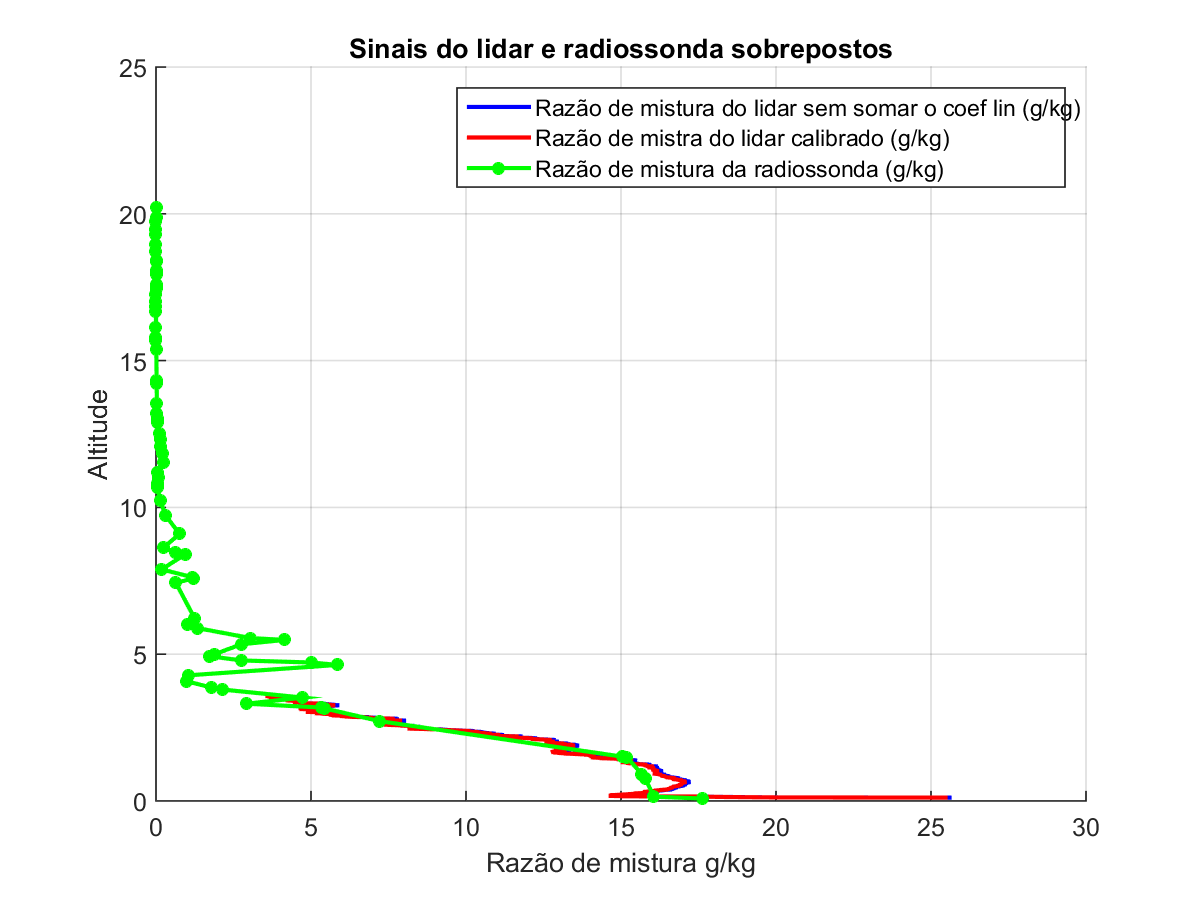 Sinais do lidar e radiossonda sobrepostos
Razão de mistura do lidar sem somar o coef lin (g/kg)
Razão de mistra do lidar calibrado (g/kg)
Razão de mistura da radiossonda (g/kg)
25
20
15
10
5
0
Altitude
0 5 10 15 20 25 30
Razão de mistura g/kg